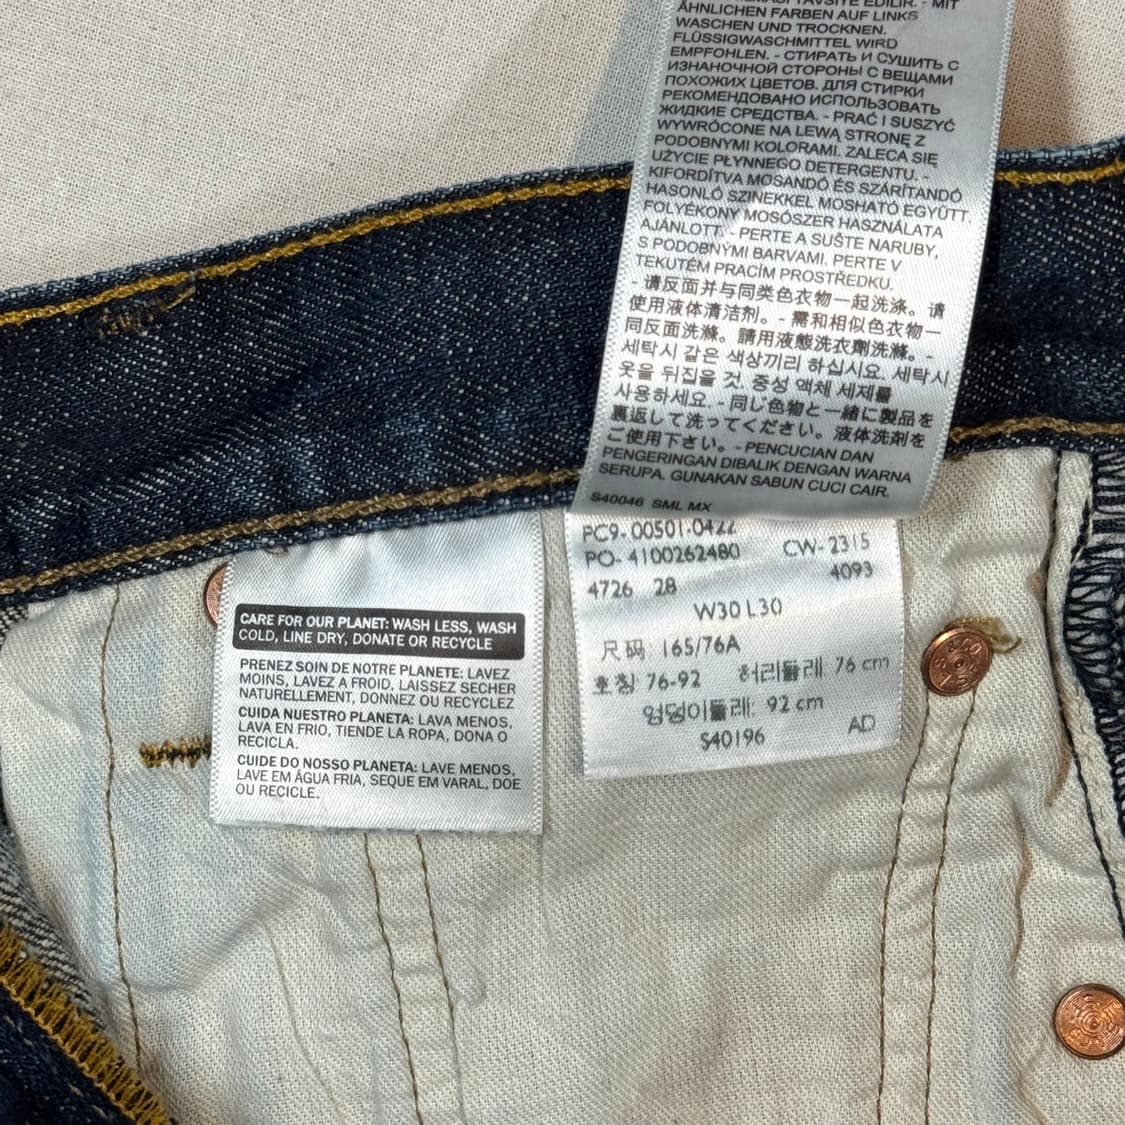 ÄHNLICHEN FARBEN AUF LINKS
WASCHEN UND TROCKNEN.
FLÜSSIGWASCHMITTEL WIRD
EMPFOHLEN. - СТИРАТЬ И СУШИТЬ С
ИЗНАНОЧНОЙ СТОРОНЫ С ВЕЩАМИ
ПОХОЖИХ ЦВЕТОВ. ДЛЯ СТИРКИ
РЕКОМЕНДОВАНО ИСПОЛЬЗОВАТЬ
ЖИДКИЕ СРЕДСТВА. - PRAĆ I SUSZYĆ
WYWRÓCONE NA LEWĄ STRONĘ Z
PODOBNYMI KOLORAMI. ZALECA SIĘ
UŻYCIE PŁYNNEGO DETERGENTU. -
KIFORDÍTVA MOSANDÓ ÉS SZÁRÍTANDÓ
HASONLÓ SZINEKKEL MOSHATÓ EGYÜTT.
FOLYÉKONY MOSÓSZER HASZNÁLATA
AJÁNLOTT. - PERTE A SUŠTE NARUBY,
S PODOBNÝMI BARVAMI. PERTE V
TEKUTÉM PRACÍM PROSTŘEDKU.
- 请反面并与同类色衣物一起洗涤。请
使用液体清洁剂。- 需和相似色衣物一
同反面洗滌。請用液態洗衣劑洗滌。-
세탁시 같은 색상끼리 하십시요. 세탁시
옷을 뒤집을 것. 중성 액체 세제를
사용하세요. - 同じ色物と一緒に製品を
裏返して洗ってください。液体洗剤を
ご使用下さい。- PENCUCIAN DAN
PENGERINGAN DIBALIK DENGAN WARNA
SERUPA. GUNAKAN SABUN CUCI CAIR.
S40046 SML MX
PC9-00501-0422
PO- 4100262480 CW- 2315
4726 28 4093
W30 L30
尺码 165/76A
호칭 76-92 허리둘레 76 cm
엉덩이둘레: 92 cm
S40196 AD
CARE FOR OUR PLANET: WASH LESS, WASH
COLD, LINE DRY, DONATE OR RECYCLE
PRENEZ SOIN DE NOTRE PLANETE: LAVEZ
MOINS, LAVEZ A FROID, LAISSEZ SECHER
NATURELLEMENT, DONNEZ OU RECYCLEZ
CUIDA NUESTRO PLANETA: LAVA MENOS,
LAVA EN FRIO, TIENDE LA ROPA, DONA O
RECICLA.
CUIDE DO NOSSO PLANETA: LAVE MENOS,
LAVE EM ÁGUA FRIA, SEQUE EM VARAL, DOE
OU RECICLE.